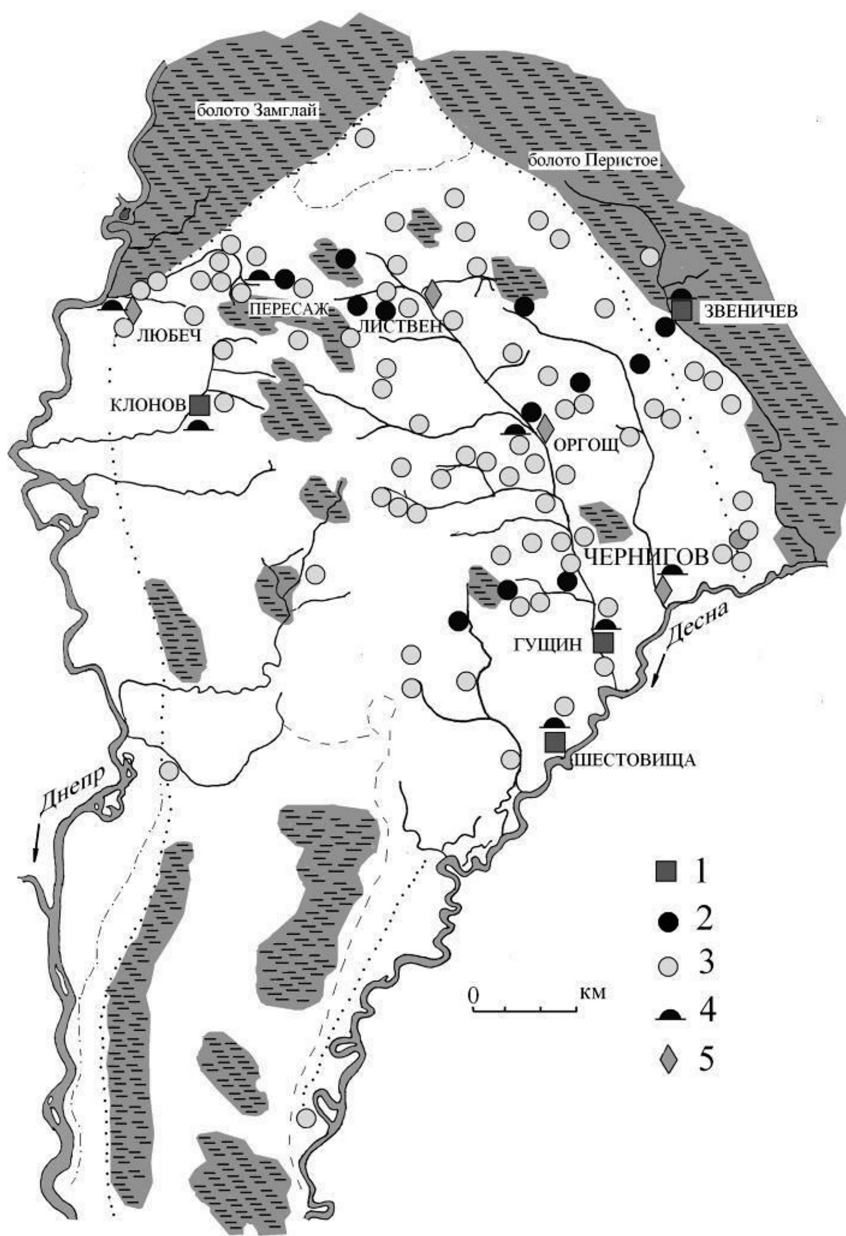 болото Замглай
болото Перистое
ПЕРЕСАЖ
ЗВЕНИЧЕВ
ЛЮБЕЧ
ЛИСТВЕН
КЛОНОВ
ОРГОЩ
ЧЕРНИГОВ
Десна
ГУЩИН
ШЕСТОВИЦА
Днепр
1
2
3
4
5
0 км